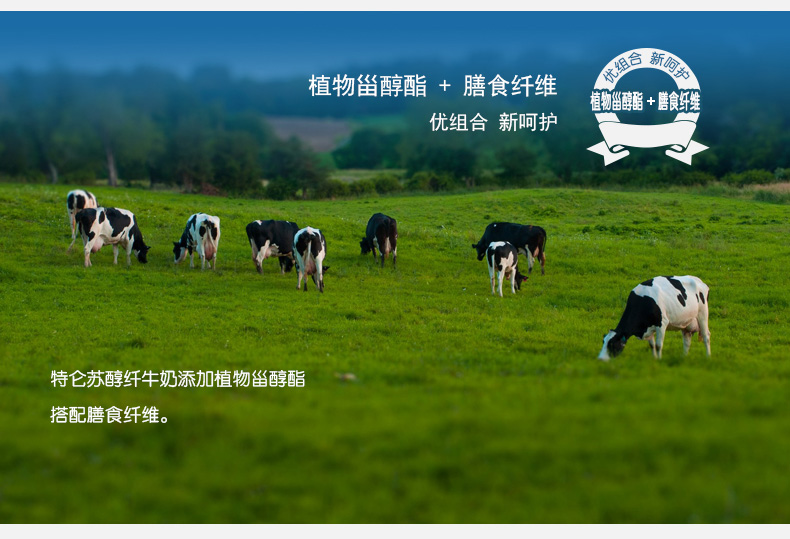 植物甾醇酯 + 膳食纤维
优组合 新呵护
优组合 新呵护
植物甾醇酯+膳食纤维
特仑苏醇纤牛奶添加植物甾醇酯
搭配膳食纤维。